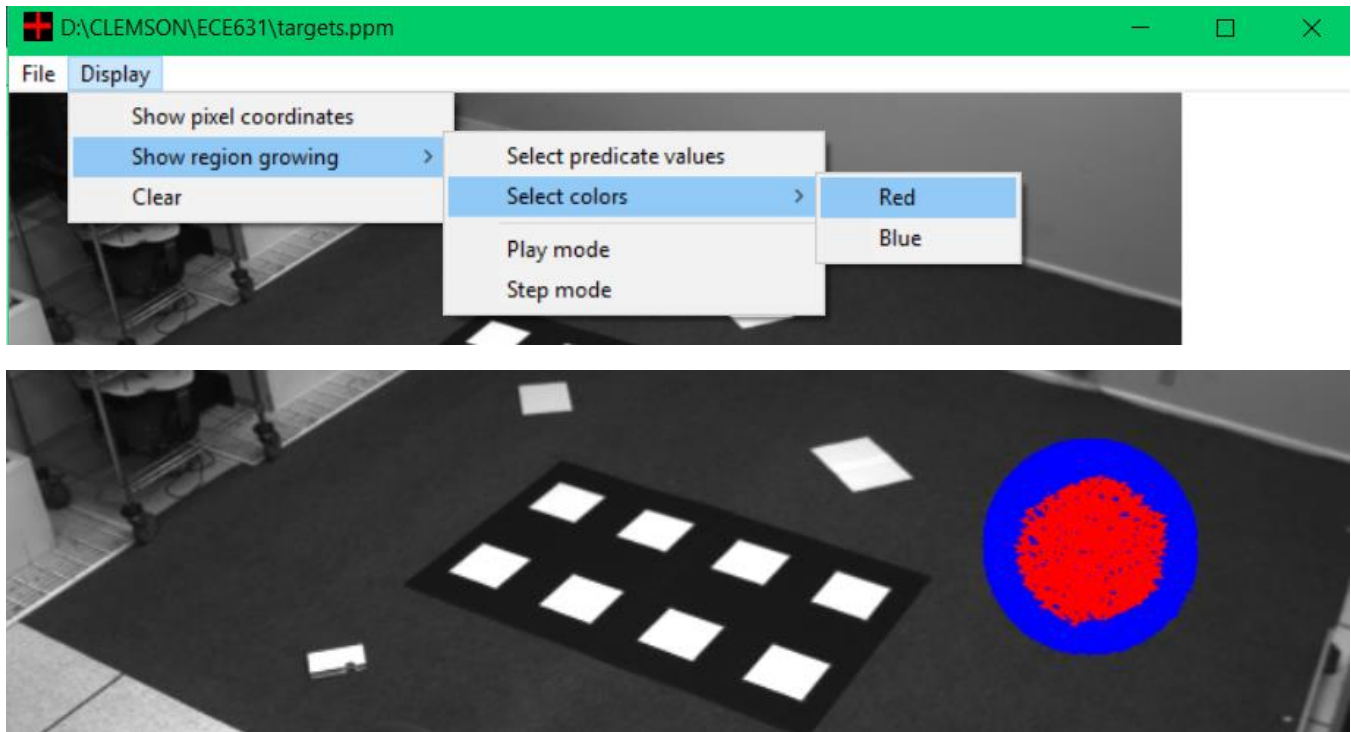 D:\CLEMSON\ECE631\targets.ppm
File Display
Show pixel coordinates
Show region growing
Clear
Select predicate values
Select colors
Play mode
Step mode
Red
Blue